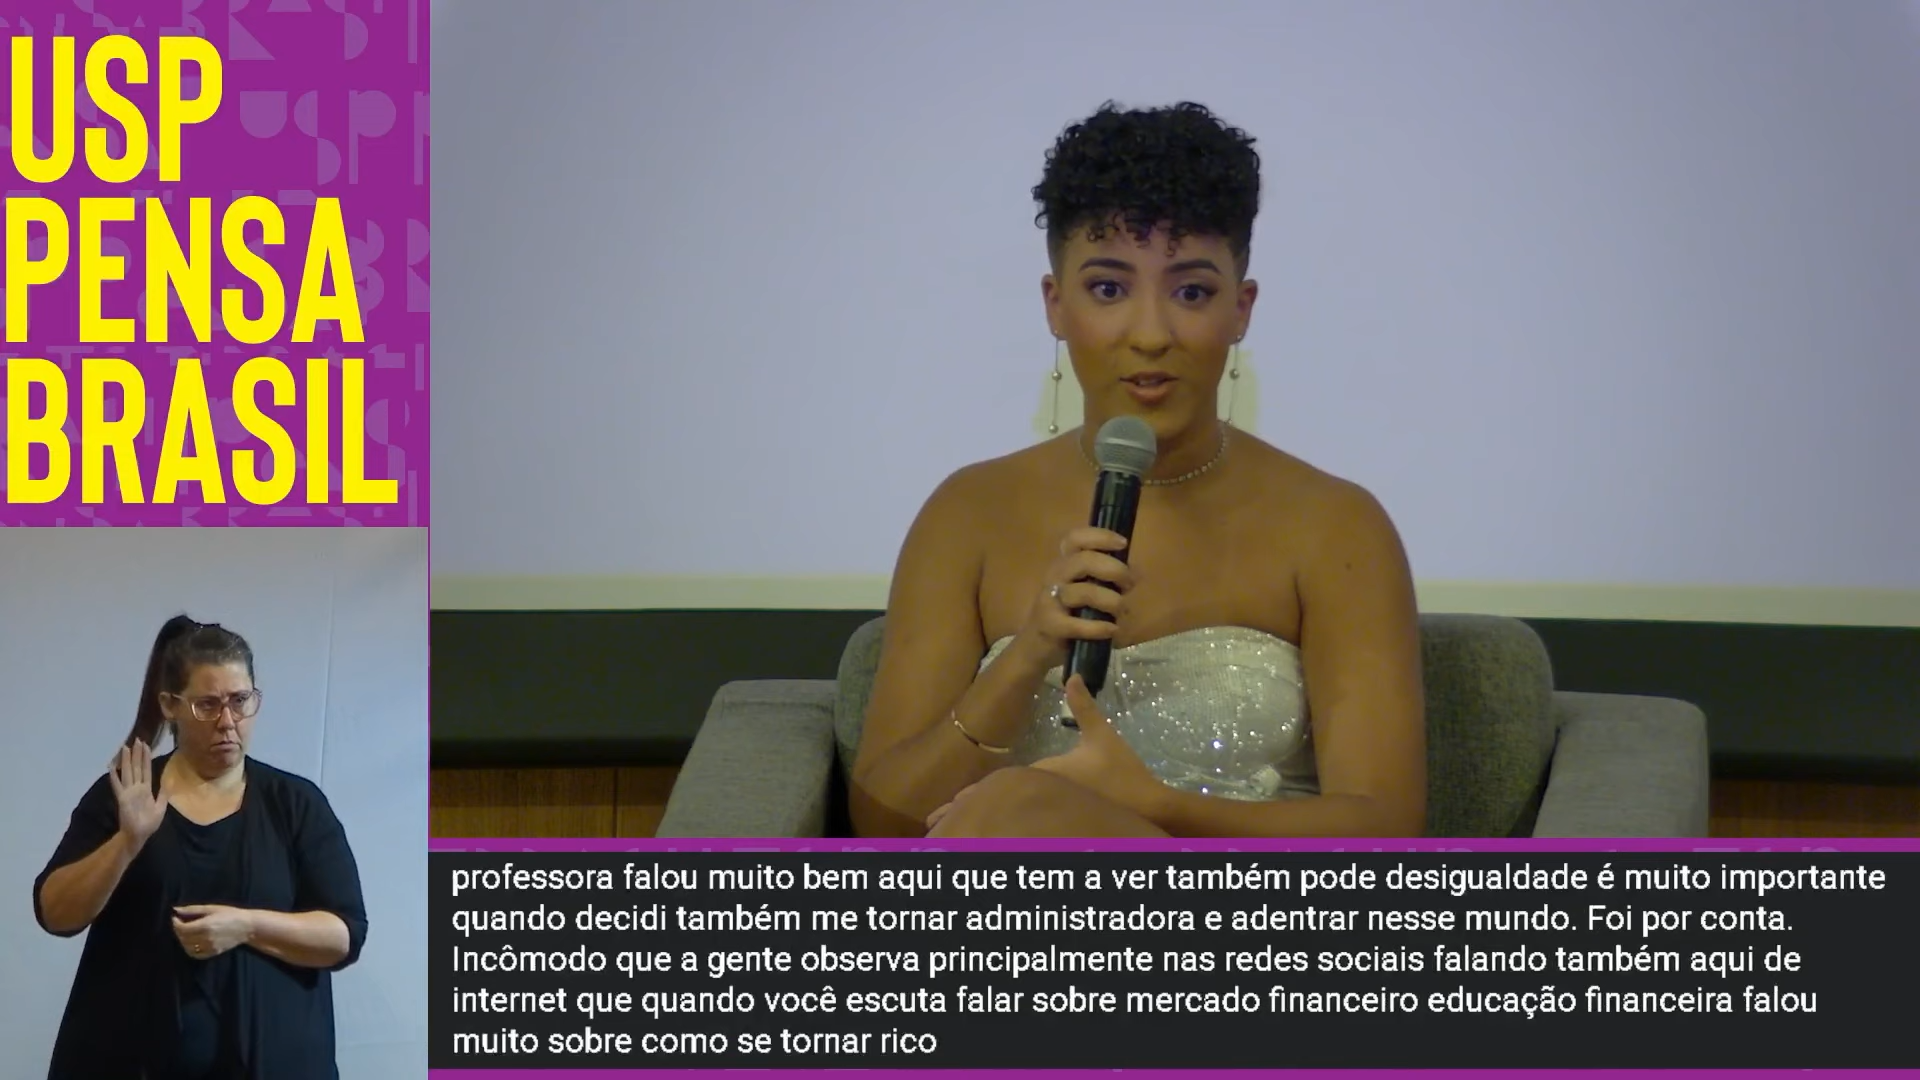 USP
PENSA
BRASIL
professora falou muito bem aqui que tem a ver também pode desigualdade é muito importante
quando decidi também me tornar administradora e adentrar nesse mundo. Foi por conta.
Incômodo que a gente observa principalmente nas redes sociais falando também aqui de
internet que quando você escuta falar sobre mercado financeiro educação financeira falou
muito sobre como se tornar rico